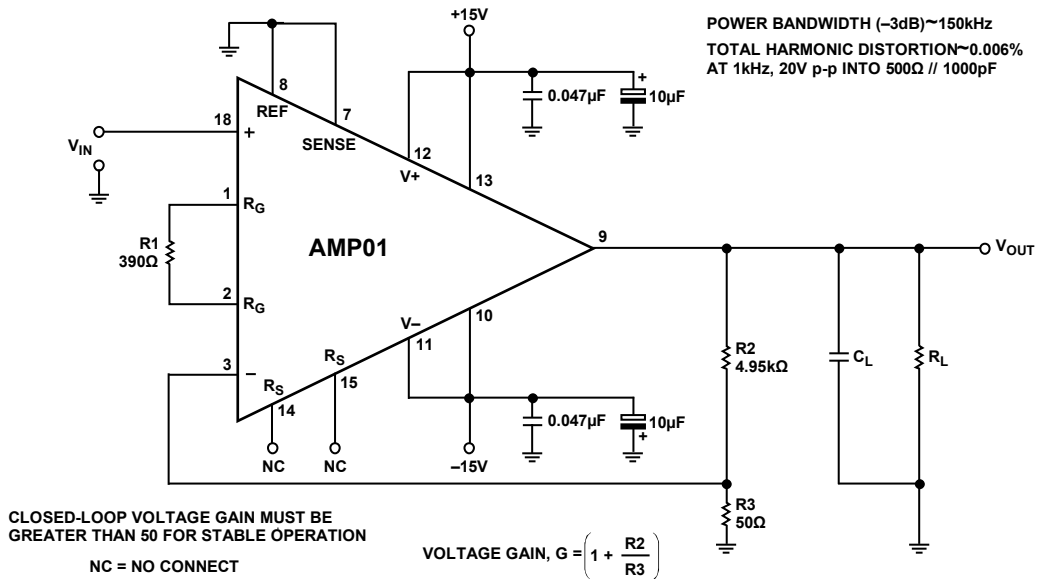 +15V
POWER BANDWIDTH (–3dB)~150kHz
TOTAL HARMONIC DISTORTION~0.006%
AT 1kHz, 20V p-p INTO 500Ω // 1000pF
8
REF
7
SENSE
0.047µF
+
10µF
18
+
VIN
12
V+
13
1
RG
R1
390Ω
AMP01
9
VOUT
2
RG
V–
11
10
R2
4.95kΩ
CL
RL
3
–
RS
15
RS
14
0.047µF
10µF
+
NC
NC
–15V
R3
50Ω
CLOSED-LOOP VOLTAGE GAIN MUST BE
GREATER THAN 50 FOR STABLE OPERATION
NC = NO CONNECT
VOLTAGE GAIN, G = (1 + R2/R3)